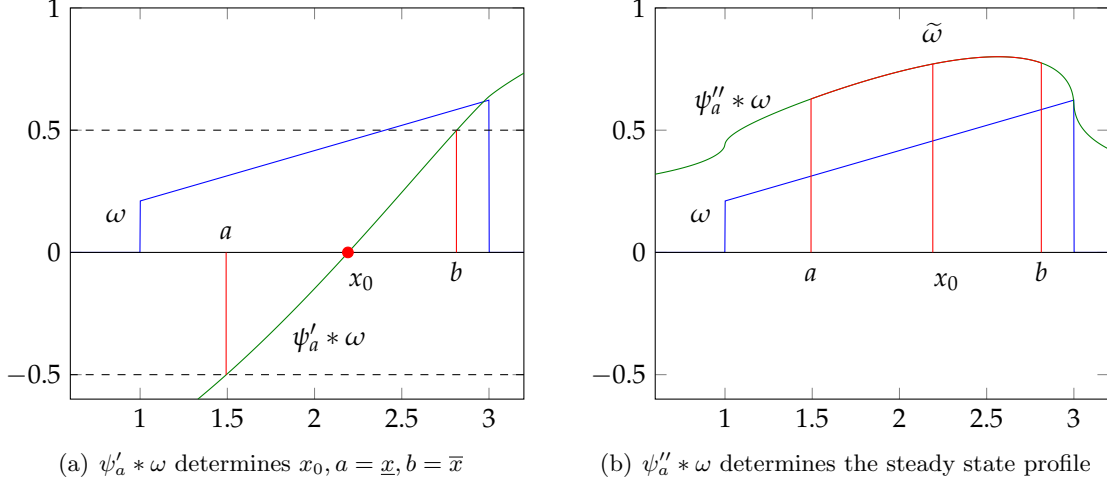 1
0.5
0
−0.5
1 1.5 2 2.5 3
ω
a
x₀
b
ψ′ₐ ∗ ω
(a) ψ′ₐ ∗ ω determines x₀, a = x̲, b = x̅
1
0.5
0
−0.5
1 1.5 2 2.5 3
ω̃
ψ″ₐ ∗ ω
ω
a
x₀
b
(b) ψ″ₐ ∗ ω determines the steady state profile